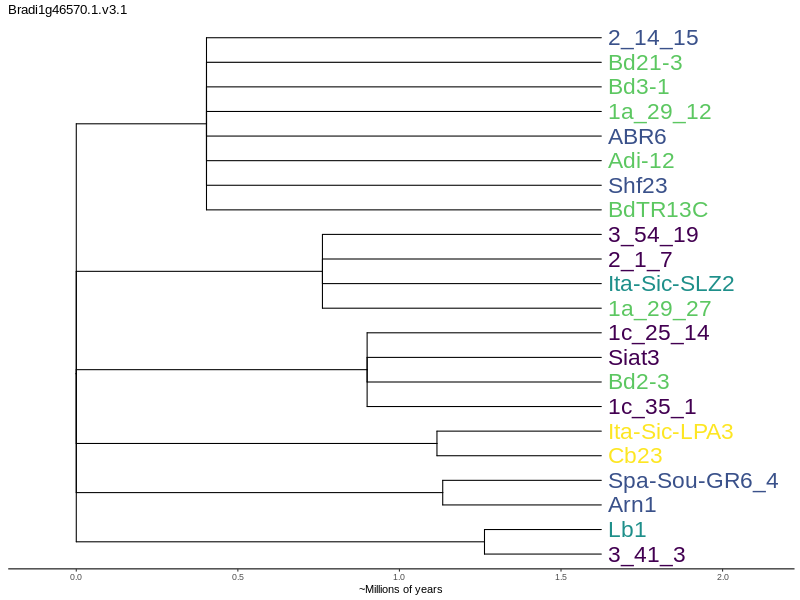 Bradi1g46570.1.v3.1
2_14_15
Bd21-3
Bd3-1
1a_29_12
ABR6
Adi-12
Shf23
BdTR13C
3_54_19
2_1_7
Ita-Sic-SLZ2
1a_29_27
1c_25_14
Siat3
Bd2-3
1c_35_1
Ita-Sic-LPA3
Cb23
Spa-Sou-GR6_4
Arn1
Lb1
3_41_3
0.0 0.5 1.0 1.5 2.0
~Millions of years